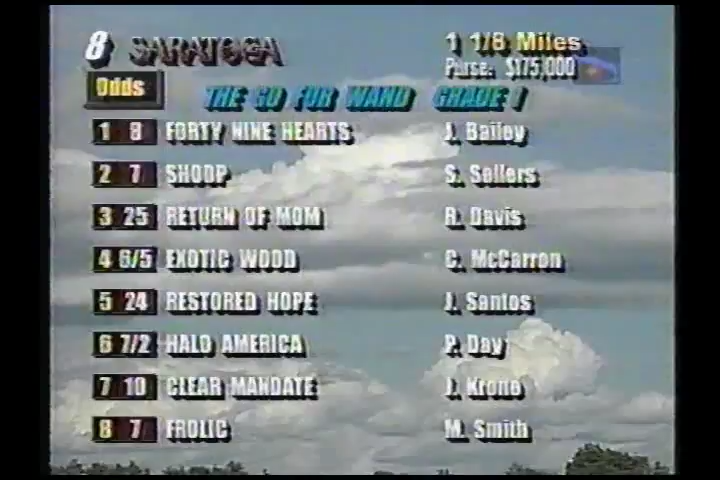 8 SARATOGA 1 1/8 Miles
Purse: $175,000
Odds
THE GO FOR WAND GRADE I
1 8 FORTY NINE HEARTS J. Bailey
2 7 SHOOP S. Sellers
3 25 RETURN OF MOM R. Davis
4 6/5 EXOTIC WOOD C. McCarron
5 24 RESTORED HOPE J. Santos
6 7/2 HALO AMERICA P. Day
7 10 CLEAR MANDATE J. Krone
8 7 FROLIC M. Smith